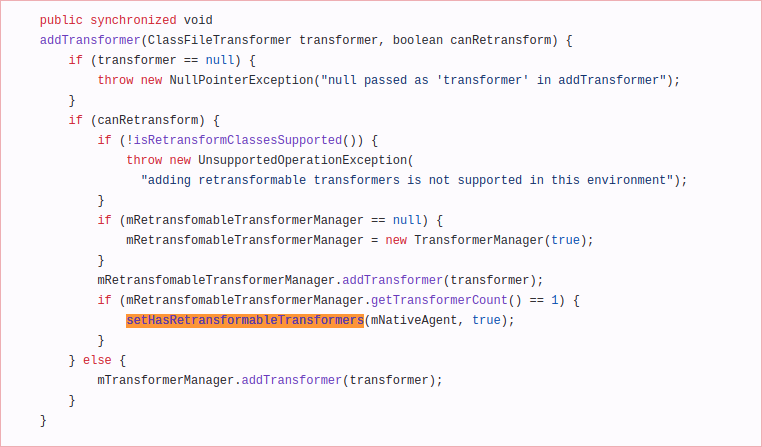 public synchronized void
addTransformer(ClassFileTransformer transformer, boolean canRetransform) {
if (transformer == null) {
throw new NullPointerException("null passed as 'transformer' in addTransformer");
}
if (canRetransform) {
if (!isRetransformClassesSupported()) {
throw new UnsupportedOperationException(
"adding retransformable transformers is not supported in this environment");
}
if (mRetransfomableTransformerManager == null) {
mRetransfomableTransformerManager = new TransformerManager(true);
}
mRetransfomableTransformerManager.addTransformer(transformer);
if (mRetransfomableTransformerManager.getTransformerCount() == 1) {
setHasRetransformableTransformers(mNativeAgent, true);
}
} else {
mTransformerManager.addTransformer(transformer);
}
}